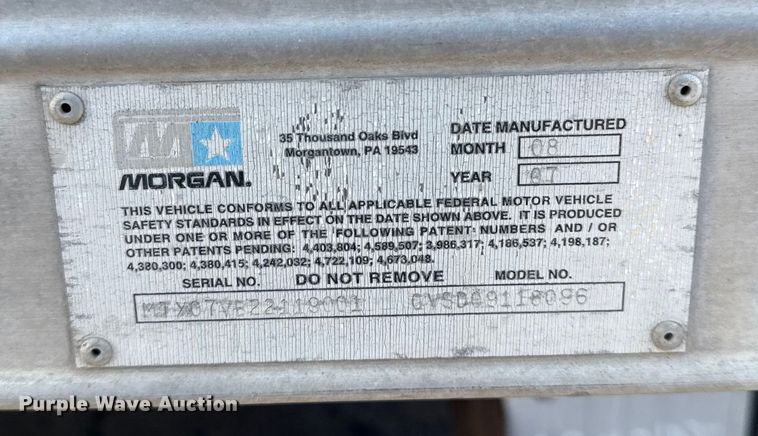 MORGAN.
35 Thousand Oaks Blvd
Morgantown, PA 19543
DATE MANUFACTURED
MONTH 08
YEAR 07
THIS VEHICLE CONFORMS TO ALL APPLICABLE FEDERAL MOTOR VEHICLE
SAFETY STANDARDS IN EFFECT ON THE DATE SHOWN ABOVE. IT IS PRODUCED
UNDER ONE OR MORE OF THE FOLLOWING PATENT NUMBERS AND / OR
OTHER PATENTS PENDING: 4,403,804; 4,589,507; 3,986,317; 4,186,537; 4,198,187;
4,380,300; 4,380,415; 4,242,032; 4,722,109; 4,673,048.
SERIAL NO. DO NOT REMOVE MODEL NO.
Purple Wave Auction